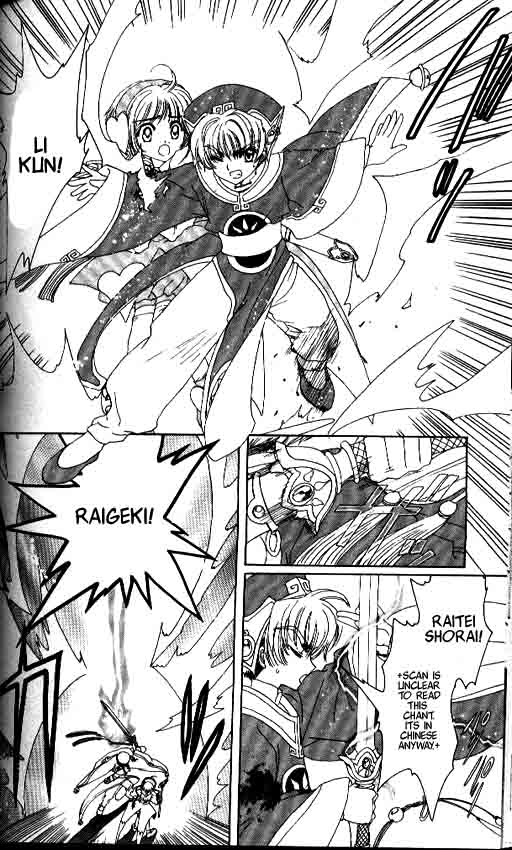 LI
KUN!
RAITEI
SHORAI!
+SCAN IS
UNCLEAR
TO READ
THIS
CHANT.
ITS IN
CHINESE
ANYWAY.+
RAIGEKI!